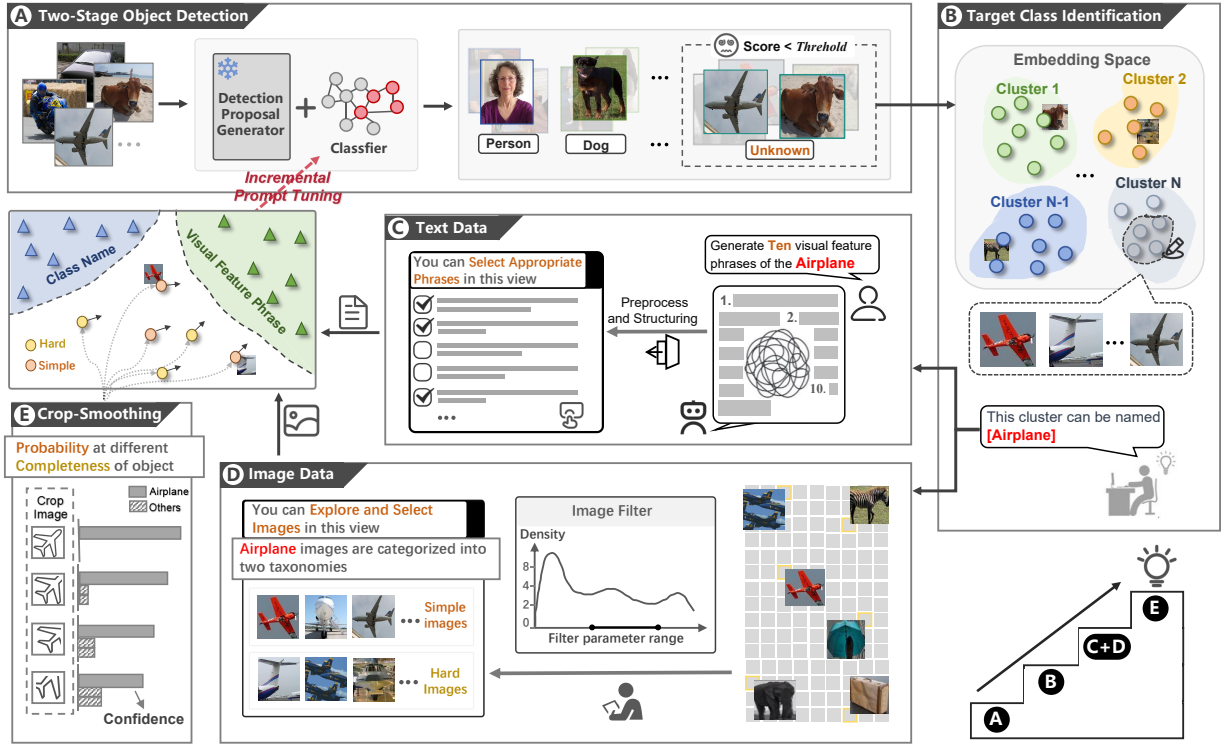 A Two-Stage Object Detection
Detection
Proposal
Generator
Classfier
Score < Threhold
Person
Dog
Unknown
Incremental
Prompt Tuning
B Target Class Identification
Embedding Space
Cluster 1
Cluster 2
Cluster N-1
Cluster N
This cluster can be named
[Airplane]
Class Name
Visual Feature Phrase
Hard
Simple
C Text Data
You can Select Appropriate
Phrases in this view
Preprocess
and Structuring
Generate Ten visual feature
phrases of the Airplane
1.
2.
10.
E Crop-Smoothing
Probability at different
Completeness of object
Crop
Image
Airplane
Others
Confidence
D Image Data
You can Explore and Select
Images in this view
Airplane images are categorized into
two taxonomies
Simple
images
Hard
Images
Image Filter
Density
8
4
2
0
Filter parameter range
E
C+D
B
A